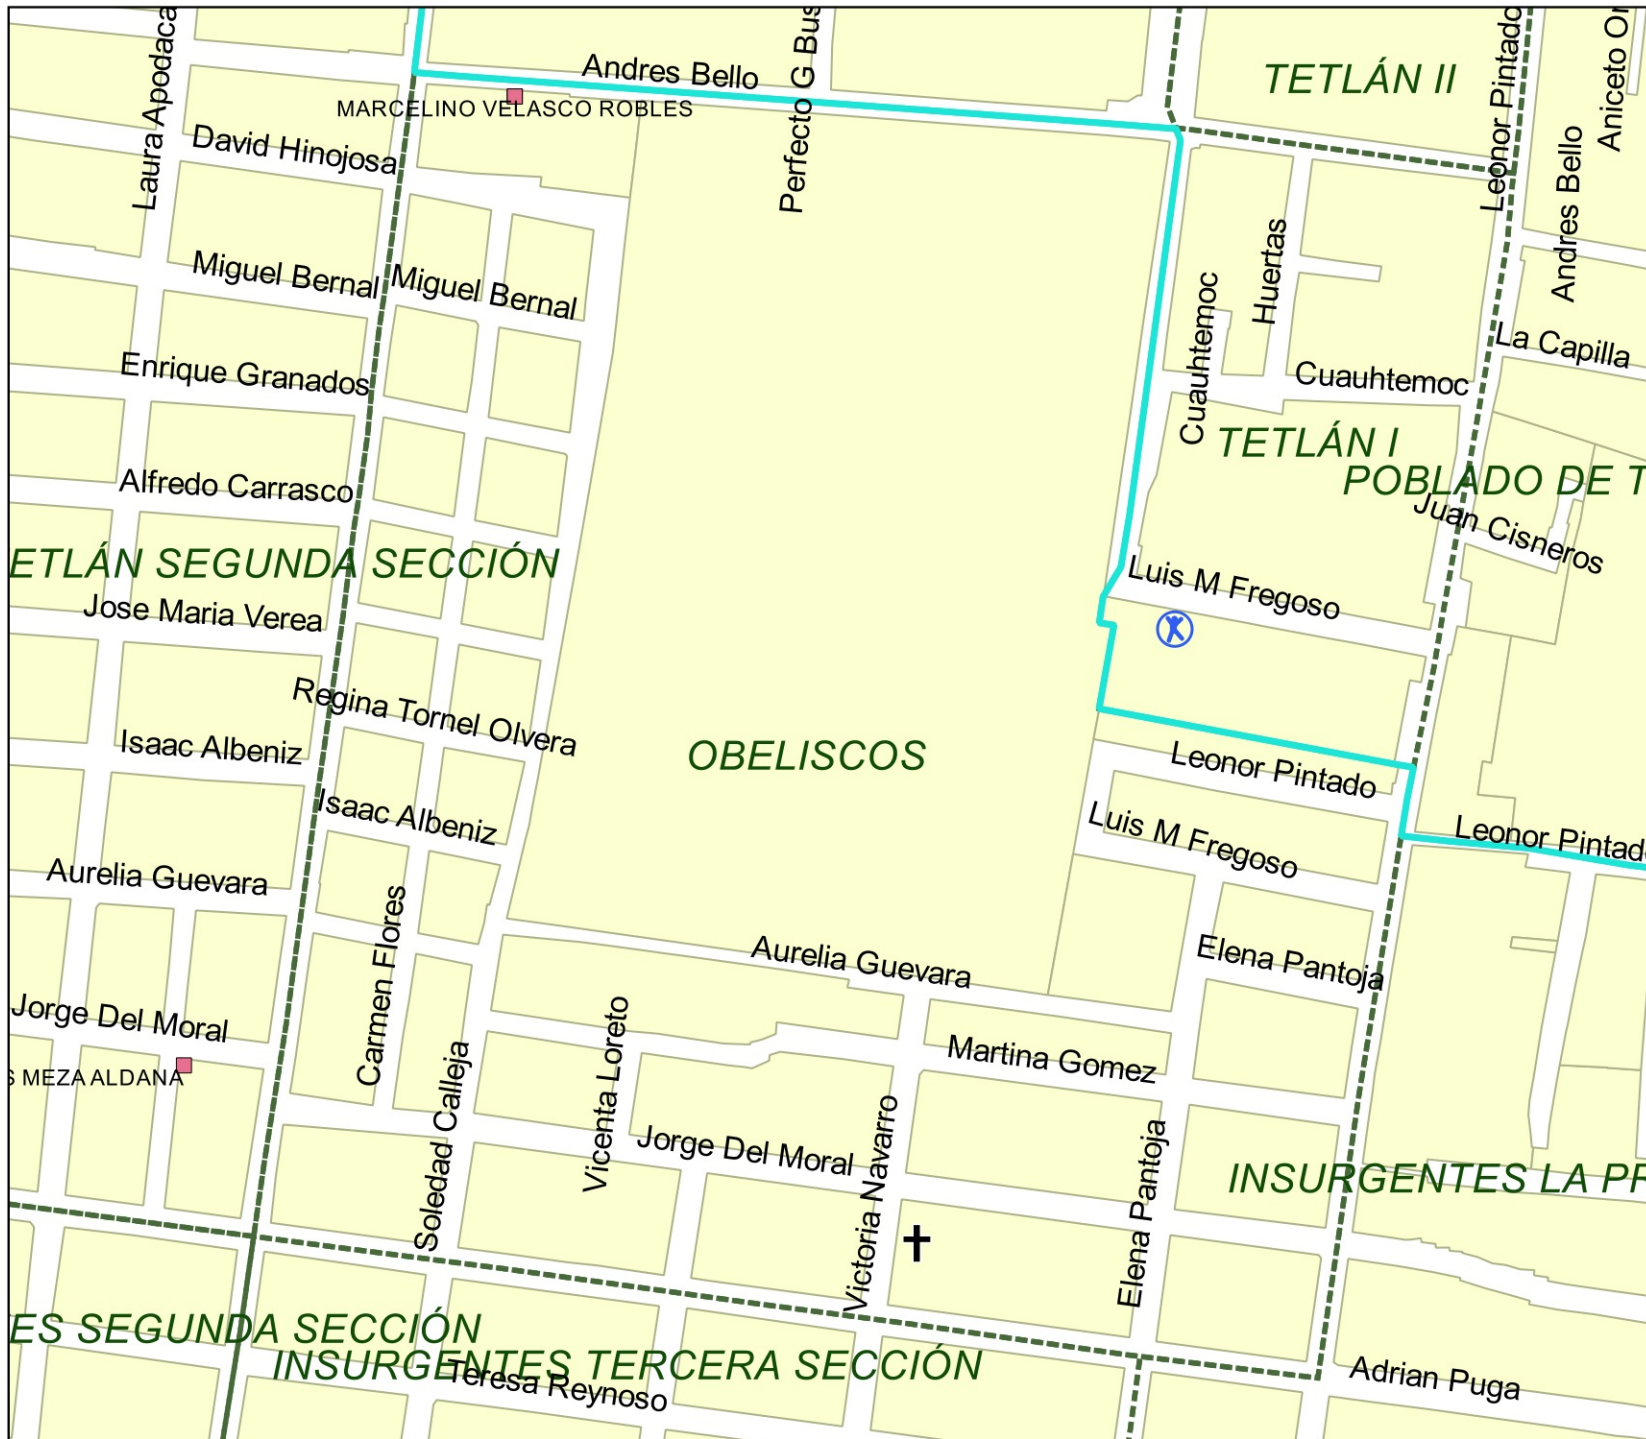 Laura Apodaca
Andres Bello
Perfecto G Bus
TETLÁN II
Leonor Pintado
Aniceto Or
MARCELINO VELASCO ROBLES
David Hinojosa
Andres Bello
Miguel Bernal
Miguel Bernal
Huertas
Cuauhtemoc
La Capilla
Enrique Granados
Cuauhtemoc
TETLÁN I
POBLADO DE T
Alfredo Carrasco
Juan Cisneros
ETLÁN SEGUNDA SECCIÓN
Luis M Fregoso
Jose Maria Verea
Regina Tornel Olvera
Isaac Albeniz
OBELISCOS
Leonor Pintado
Isaac Albeniz
Luis M Fregoso
Leonor Pintado
Aurelia Guevara
Carmen Flores
Aurelia Guevara
Elena Pantoja
Jorge Del Moral
Vicenta Loreto
Martina Gomez
S MEZA ALDANA
Soledad Calleja
Jorge Del Moral
Victoria Navarro
Elena Pantoja
INSURGENTES LA PR
ES SEGUNDA SECCIÓN
INSURGENTES TERCERA SECCIÓN
Teresa Reynoso
Adrian Puga